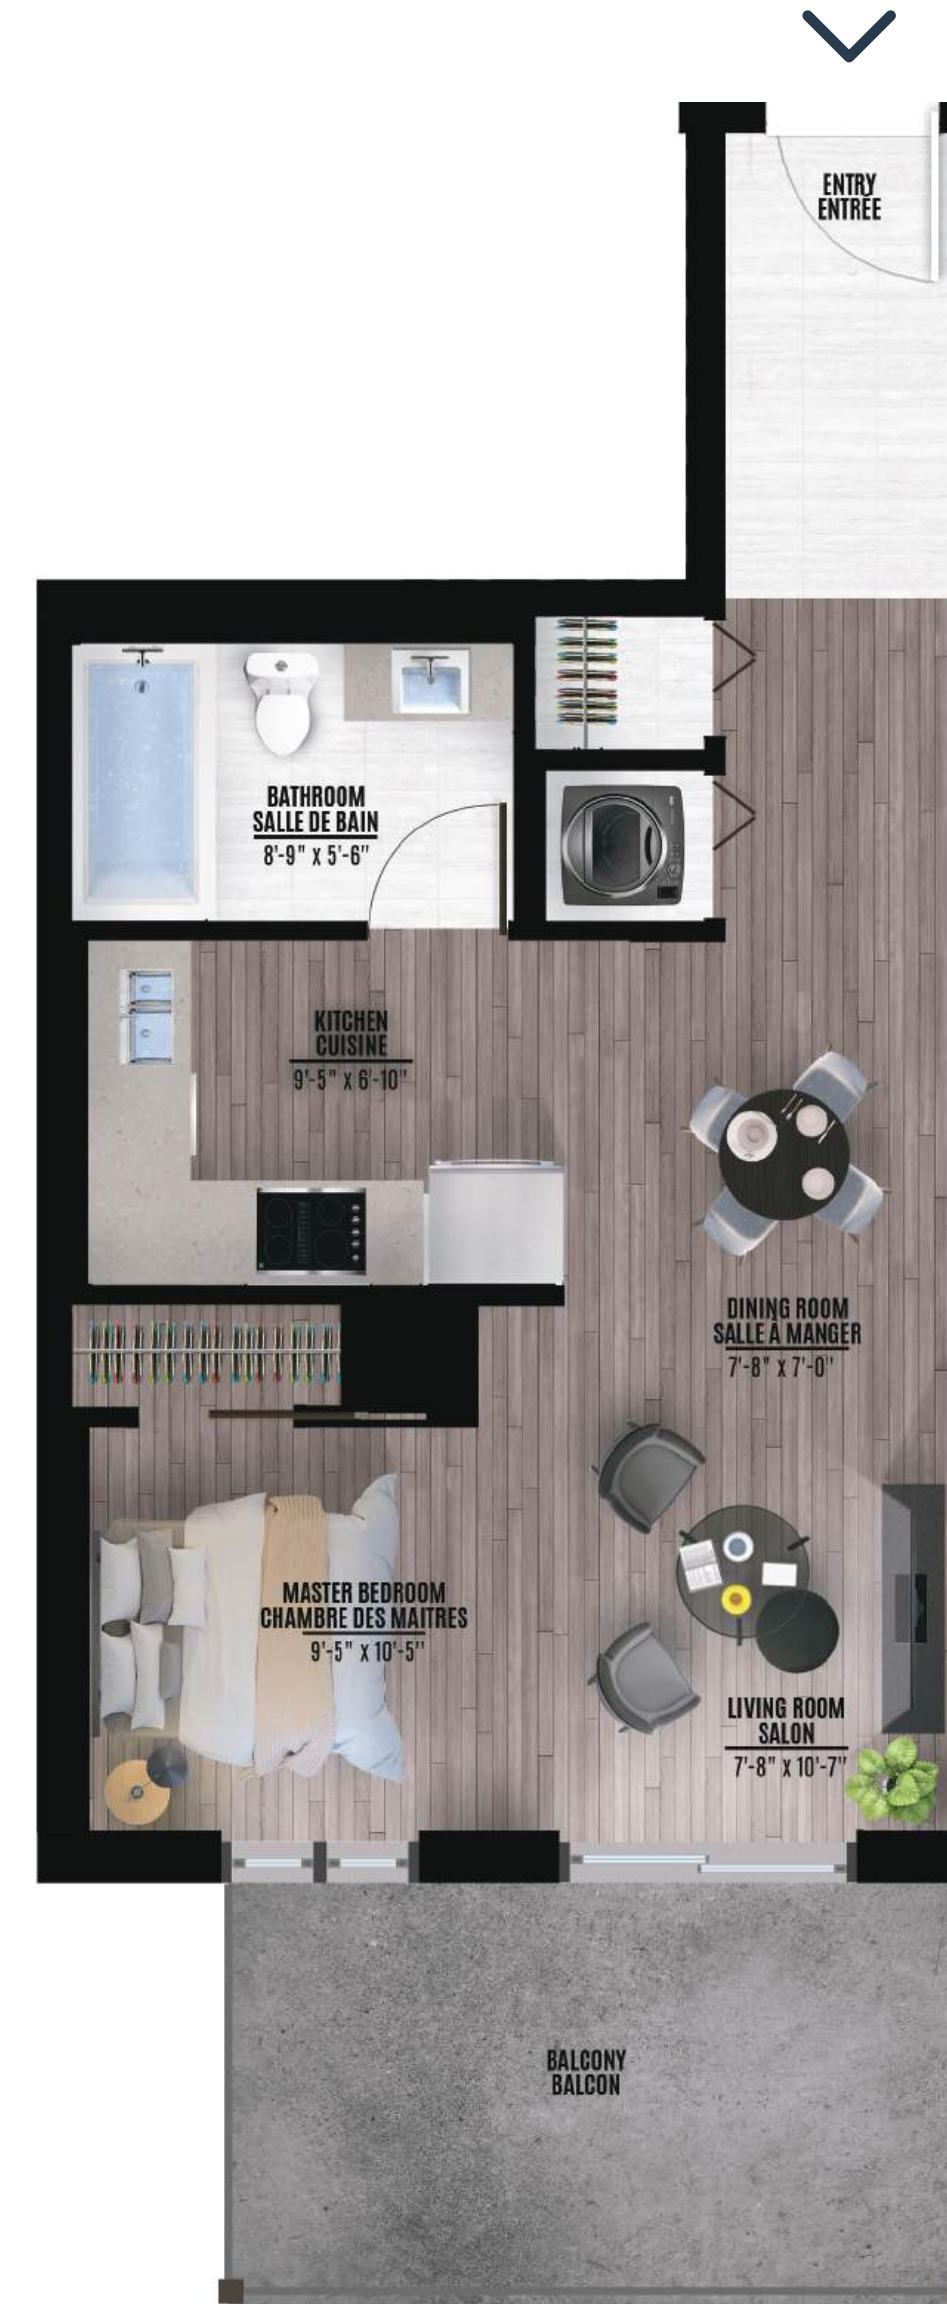 ENTRY
ENTRÉE
BATHROOM
SALLE DE BAIN
8'-9" X 5'-6"
KITCHEN
CUISINE
9'-5" X 6'-10"
DINING ROOM
SALLE À MANGER
7'-8" X 7'-0"
MASTER BEDROOM
CHAMBRE DES MAITRES
9'-5" X 10'-5"
LIVING ROOM
SALON
7'-8" X 10'-7"
BALCONY
BALCON